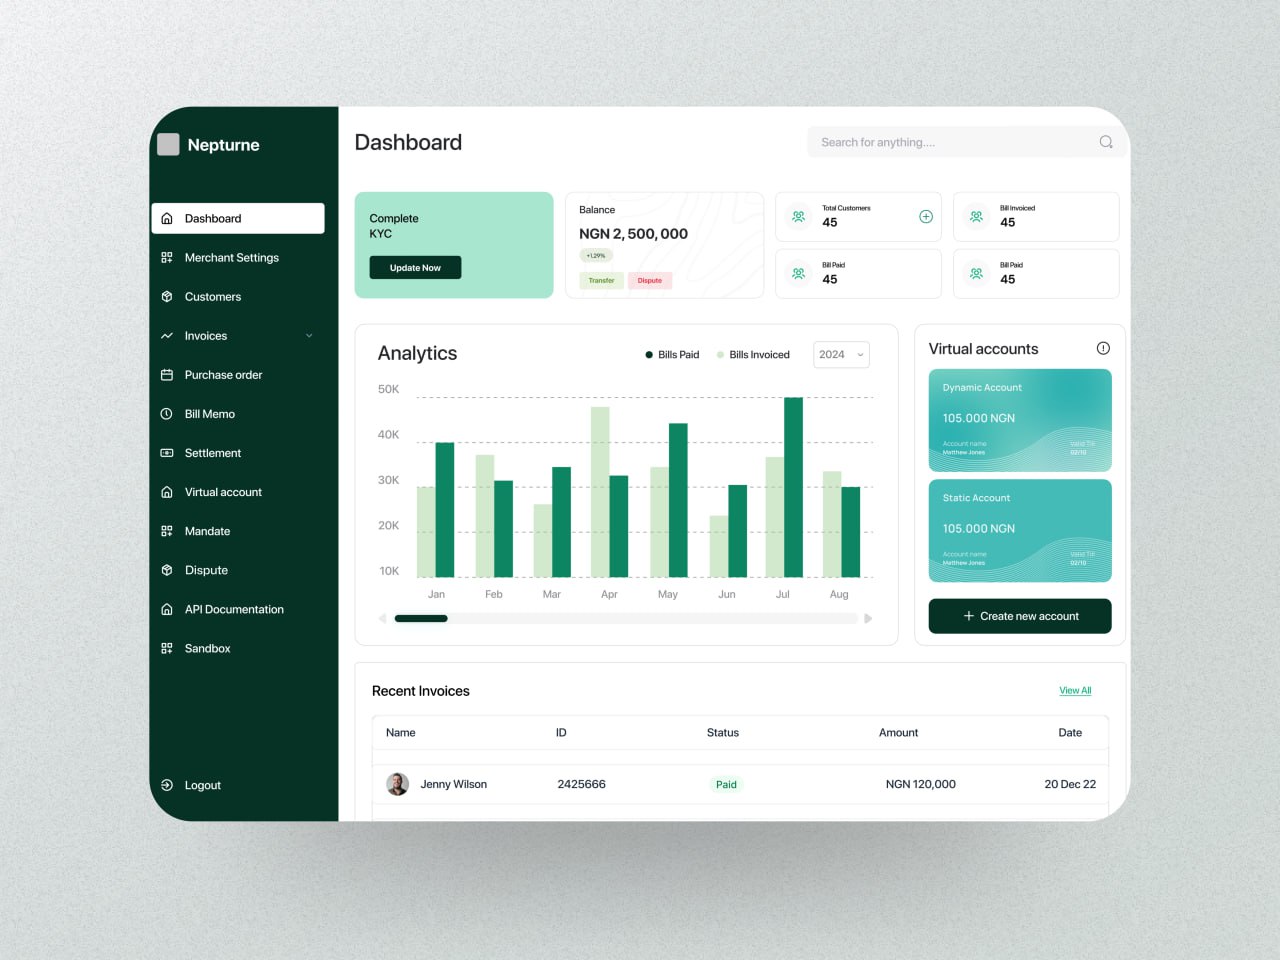 Nepturne
Dashboard
Merchant Settings
Customers
Invoices
Purchase order
Bill Memo
Settlement
Virtual account
Mandate
Dispute
API Documentation
Sandbox
Logout
Dashboard
Search for anything....
Complete
KYC
Update Now
Balance
NGN 2, 500, 000
+1.29%
Transfer Dispute
Total Customers
45
Bill Invoiced
45
Bill Paid
45
Bill Paid
45
Analytics
Bills Paid Bills Invoiced 2024
50K
40K
30K
20K
10K
Jan Feb Mar Apr May Jun Jul Aug
Virtual accounts
Dynamic Account
105.000 NGN
Account name Valid Till
Matthew Jones 02/10
Static Account
105.000 NGN
Account name Valid Till
Matthew Jones 02/10
+ Create new account
Recent Invoices View All
Name ID Status Amount Date
Jenny Wilson 2425666 Paid NGN 120,000 20 Dec 22